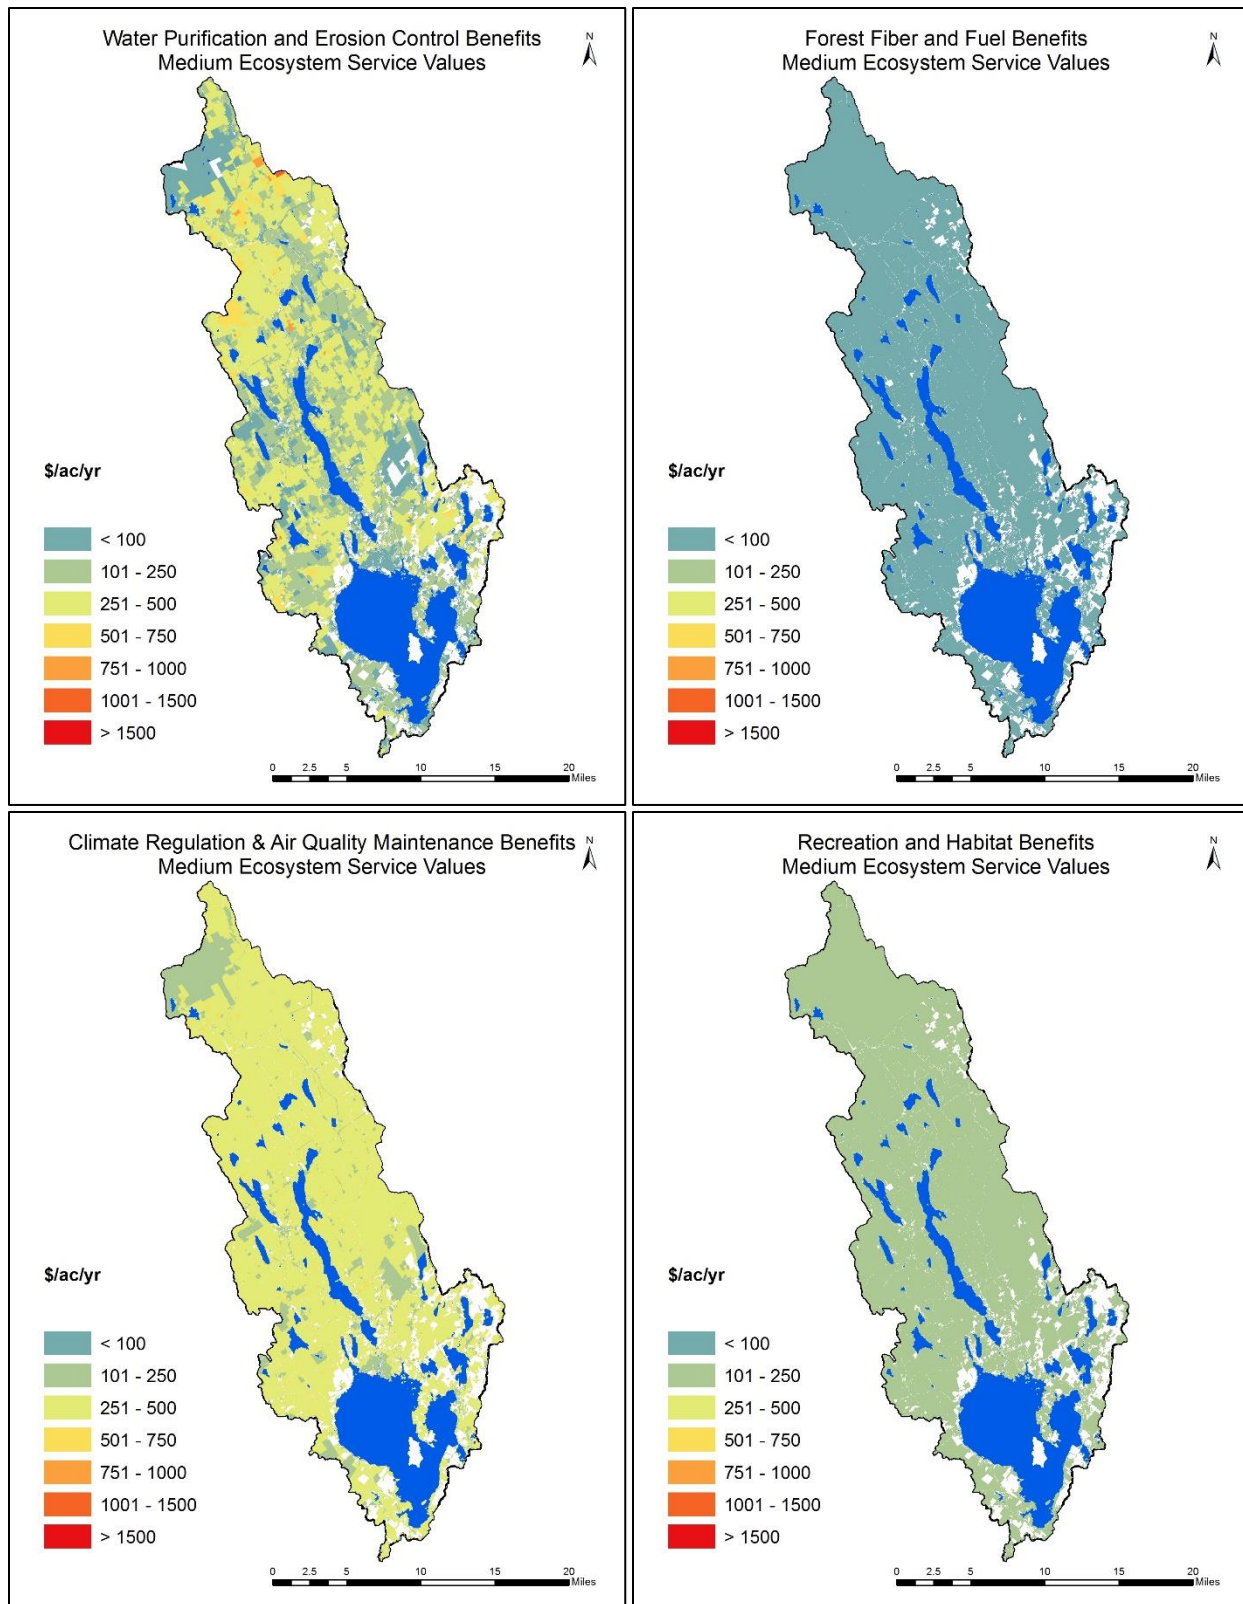 Water Purification and Erosion Control Benefits
Medium Ecosystem Service Values
N
$/ac/yr
< 100
101 - 250
251 - 500
501 - 750
751 - 1000
1001 - 1500
> 1500
0 2.5 5 10 15 20
Miles
Forest Fiber and Fuel Benefits
Medium Ecosystem Service Values
N
$/ac/yr
< 100
101 - 250
251 - 500
501 - 750
751 - 1000
1001 - 1500
> 1500
0 2.5 5 10 15 20
Miles
Climate Regulation & Air Quality Maintenance Benefits
Medium Ecosystem Service Values
N
$/ac/yr
< 100
101 - 250
251 - 500
501 - 750
751 - 1000
1001 - 1500
> 1500
0 2.5 5 10 15 20
Miles
Recreation and Habitat Benefits
Medium Ecosystem Service Values
N
$/ac/yr
< 100
101 - 250
251 - 500
501 - 750
751 - 1000
1001 - 1500
> 1500
0 2.5 5 10 15 20
Miles